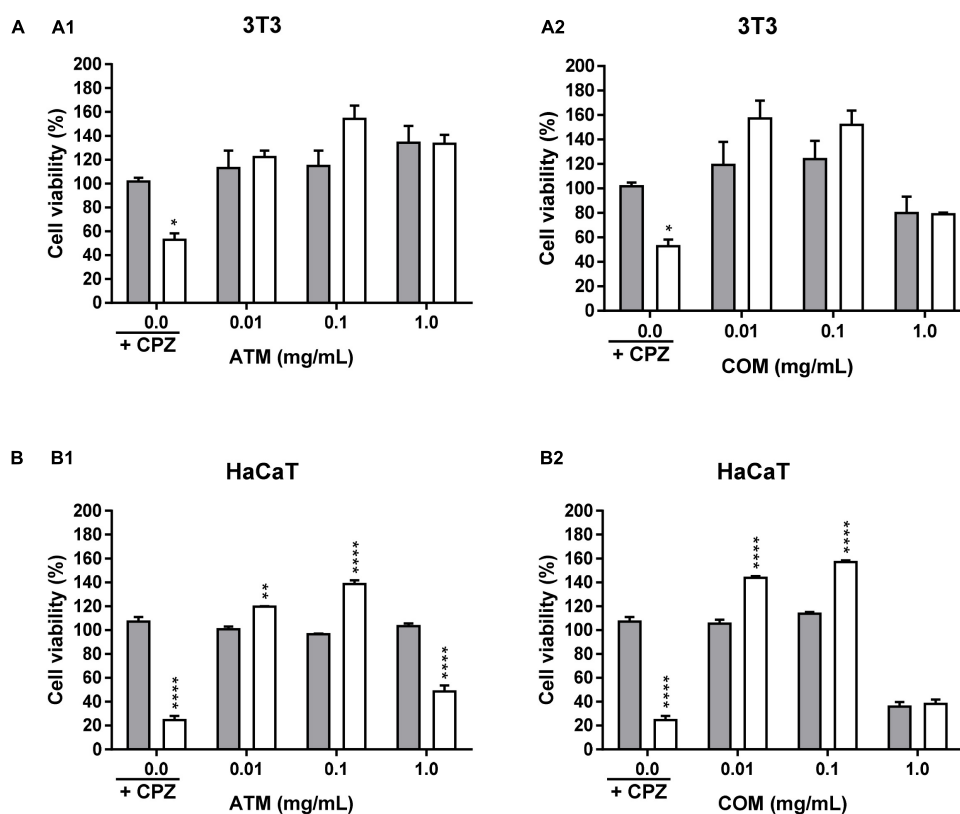 A A1 3T3
Cell viability (%)
200
180
160
140
120
100
80
60
40
20
0
*
0.0 0.01 0.1 1.0
+ CPZ
ATM (mg/mL)
A2 3T3
Cell viability (%)
200
180
160
140
120
100
80
60
40
20
0
*
0.0 0.01 0.1 1.0
+ CPZ
COM (mg/mL)
B B1 HaCaT
Cell viability (%)
200
180
160
140
120
100
80
60
40
20
0
**** ** **** ****
0.0 0.01 0.1 1.0
+ CPZ
ATM (mg/mL)
B2 HaCaT
Cell viability (%)
200
180
160
140
120
100
80
60
40
20
0
**** **** ****
0.0 0.01 0.1 1.0
+ CPZ
COM (mg/mL)